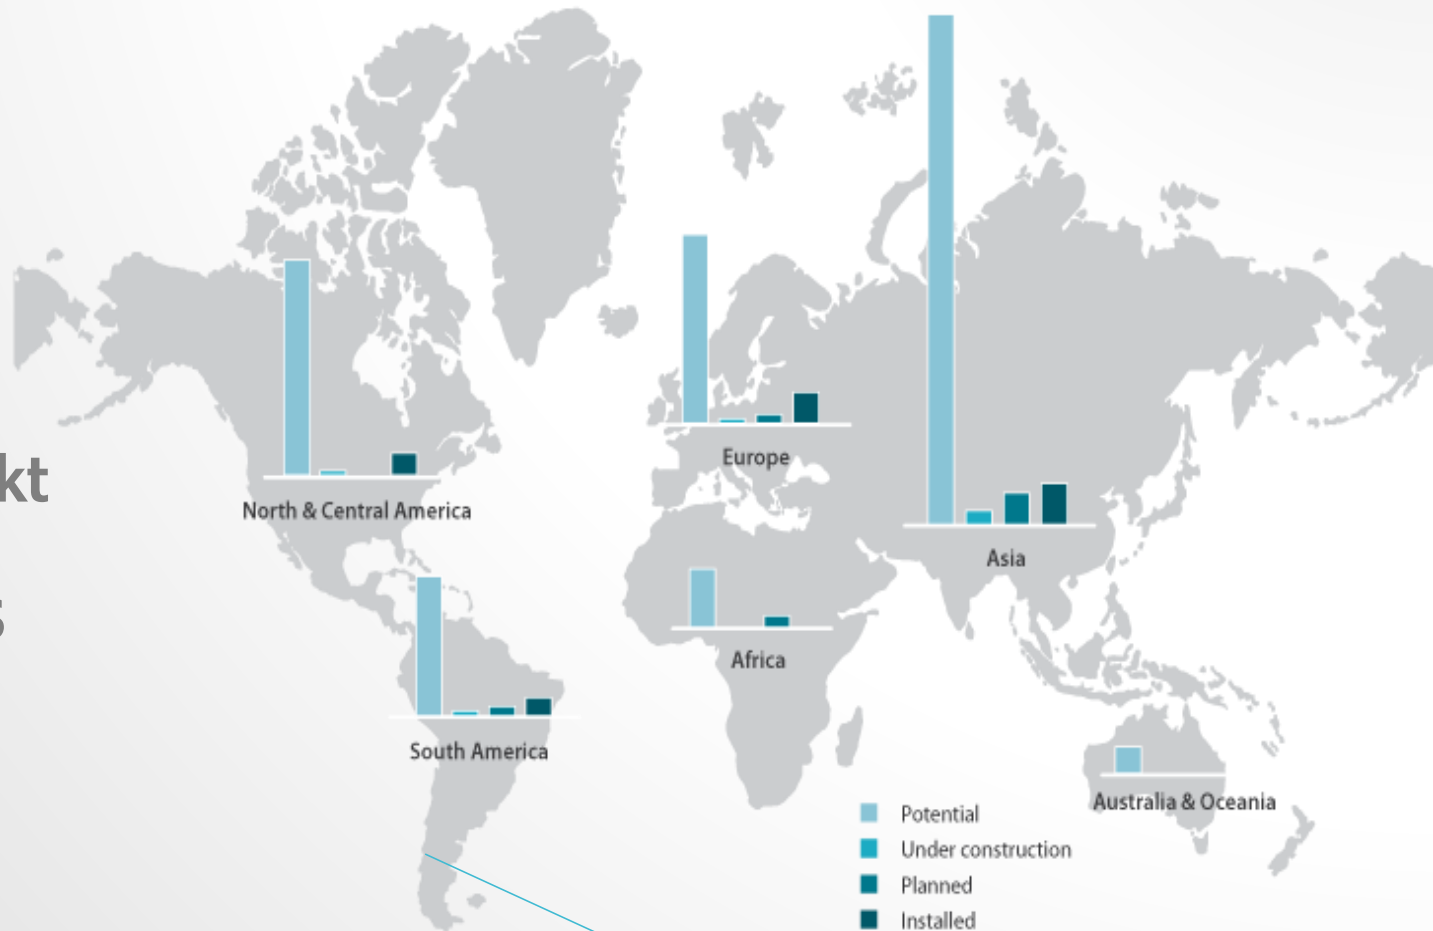 kt
s
Europe
North & Central America
Asia
Africa
South America
Australia & Oceania
Potential
Under construction
Planned
Installed